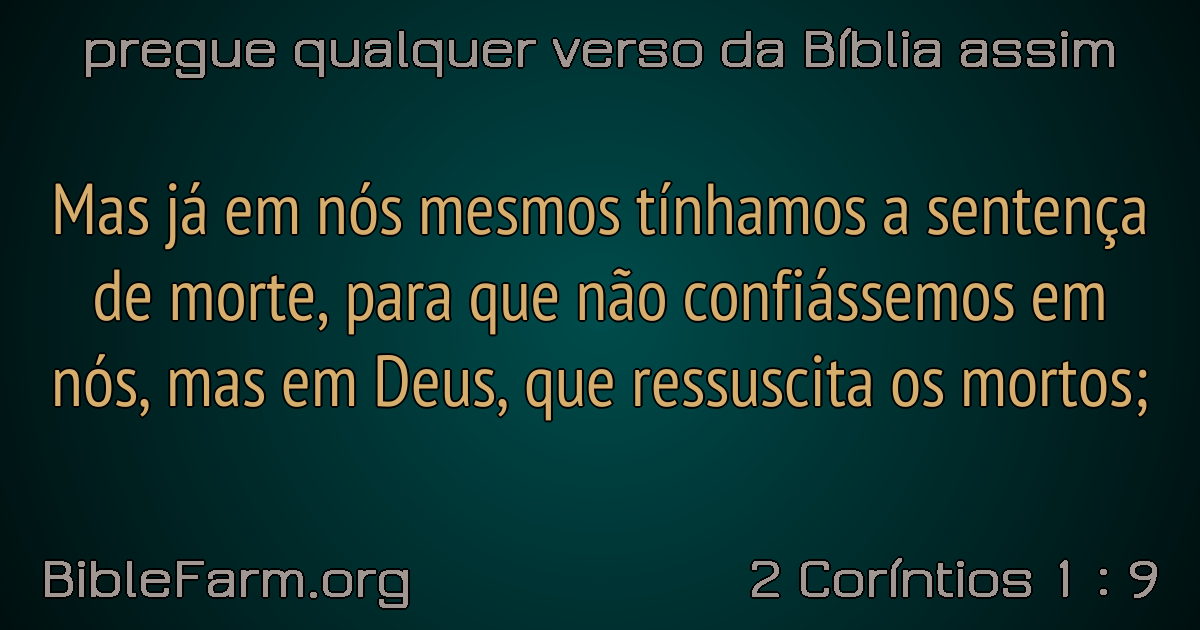 pregue qualquer verso da Bíblia assim
Mas já em nós mesmos tínhamos a sentença
de morte, para que não confiássemos em
nós, mas em Deus, que ressuscita os mortos;
BibleFarm.org
2 Coríntios 1 : 9